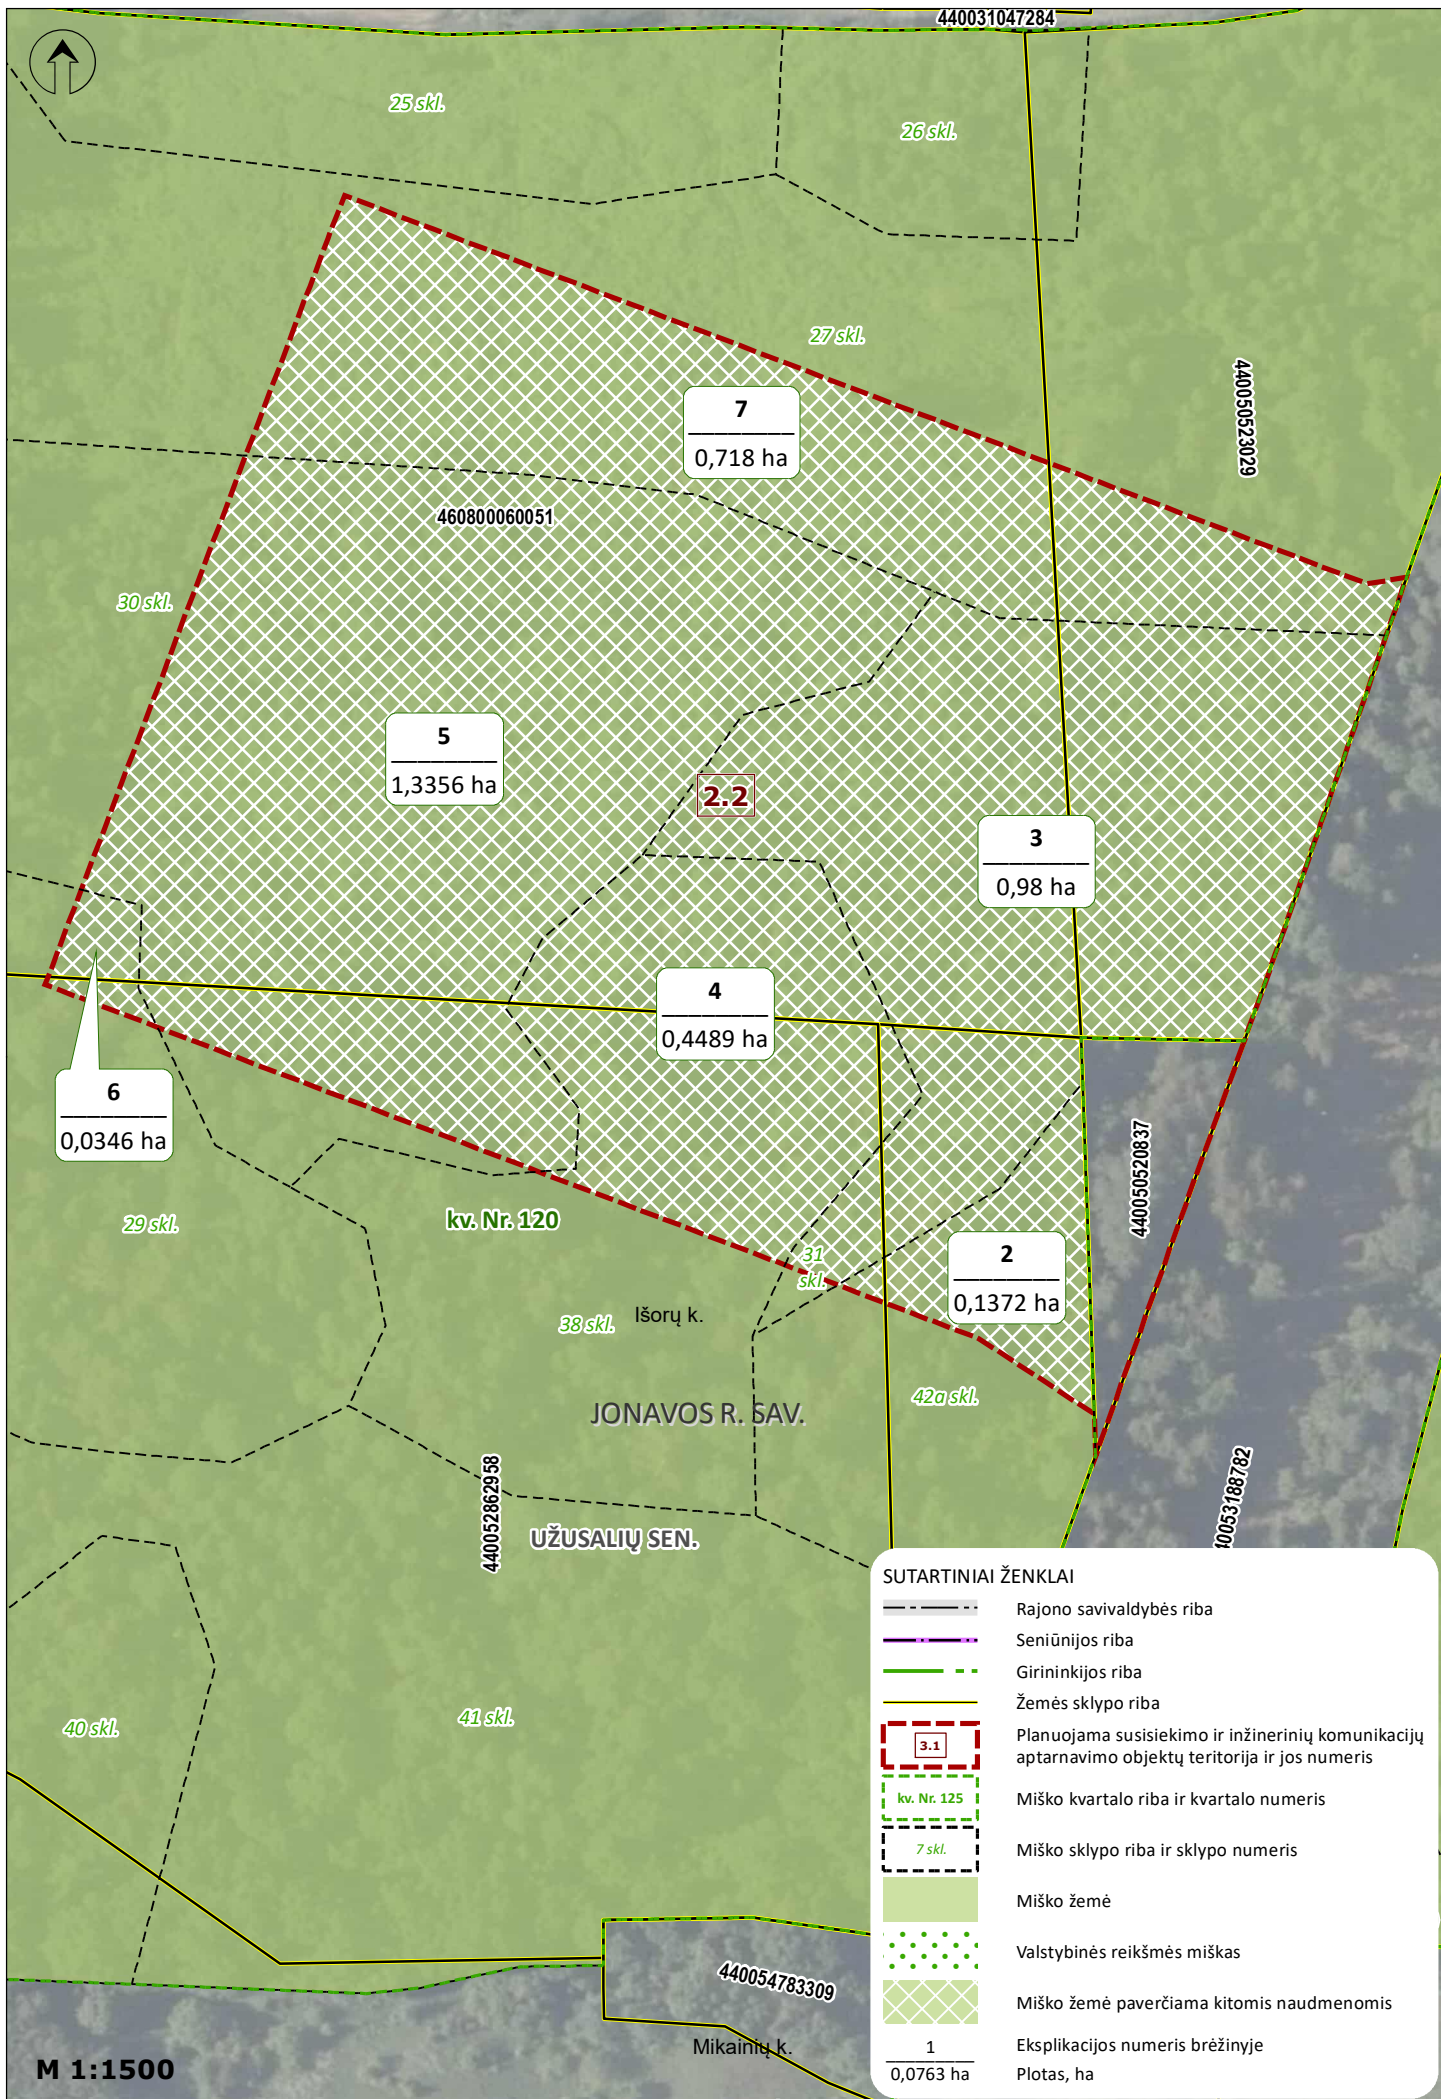 440031047284
25 skl.
26 skl.
27 skl.
440050523029
7
0,718 ha
460800060051
30 skl.
5
1,3356 ha
2.2
3
0,98 ha
4
0,4489 ha
6
0,0346 ha
440050520837
29 skl.
kv. Nr. 120
31
skl.
2
0,1372 ha
Išorų k.
38 skl.
42a skl.
JONAVOS R. SAV.
440052862958
40053188782
UŽUSALIŲ SEN.
40 skl.
41 skl.
440054783309
Mikainių k.
M 1:1500
SUTARTINIAI ŽENKLAI
Rajono savivaldybės riba
Seniūnijos riba
Girininkijos riba
Žemės sklypo riba
3.1
Planuojama susisiekimo ir inžinerinių komunikacijų
aptarnavimo objektų teritorija ir jos numeris
kv. Nr. 125
Miško kvartalo riba ir kvartalo numeris
7 skl.
Miško sklypo riba ir sklypo numeris
Miško žemė
Valstybinės reikšmės miškas
Miško žemė paverčiama kitomis naudmenomis
1
Eksplikacijos numeris brėžinyje
0,0763 ha
Plotas, ha